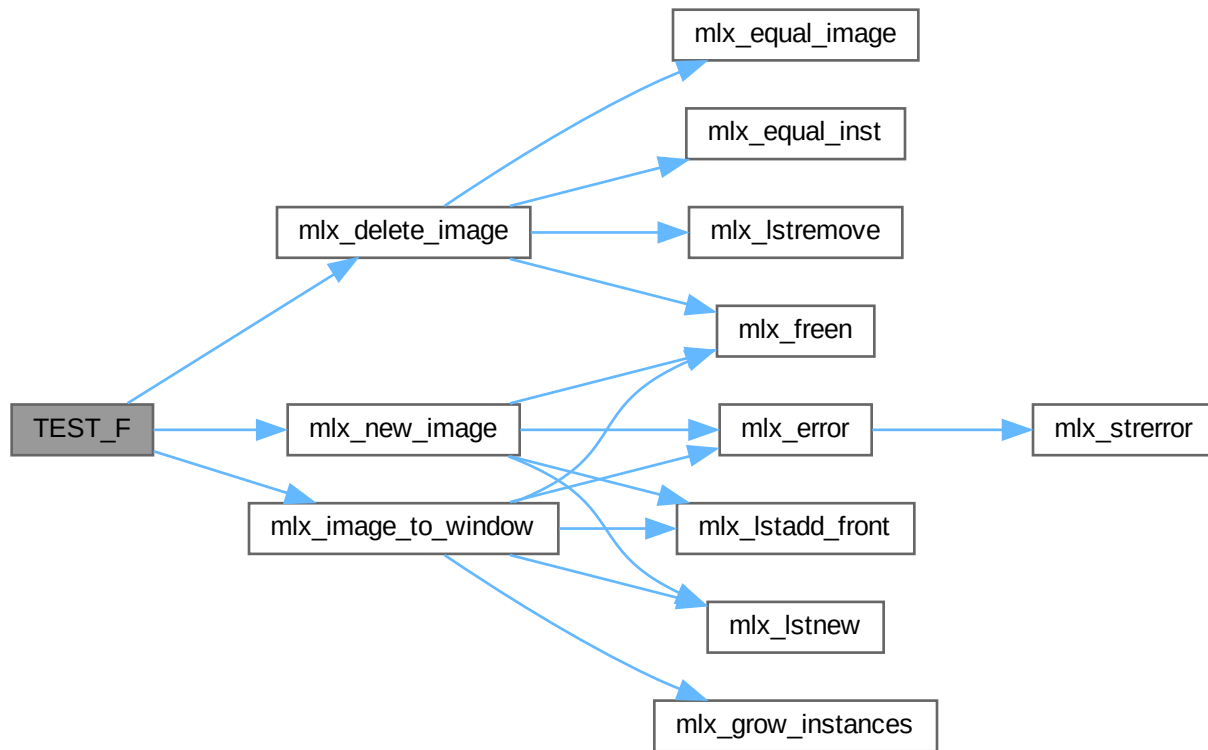 mlx_equal_image
mlx_equal_inst
mlx_delete_image
mlx_lstremove
mlx_freen
TEST_F
mlx_new_image
mlx_error
mlx_strerror
mlx_image_to_window
mlx_lstadd_front
mlx_lstnew
mlx_grow_instances